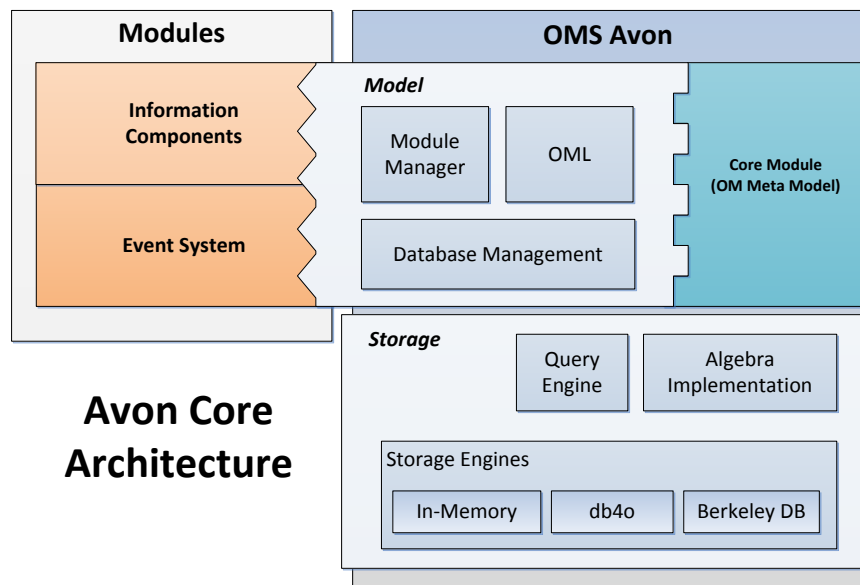 Modules
OMS Avon
Information
Components
Event System
Model
Module
Manager
OML
Database Management
Core Module
(OM Meta Model)
Storage
Query
Engine
Algebra
Implementation
Storage Engines
In-Memory
db4o
Berkeley DB
Avon Core
Architecture